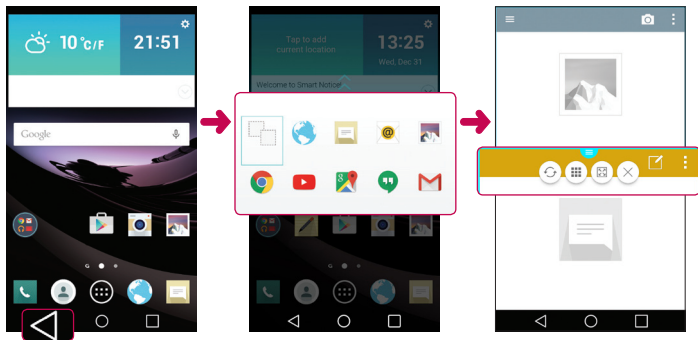 10°C/F
21:51
Google
Tap to add
current location
13:25
Wed, Dec 31
Welcome to Smart Notice!